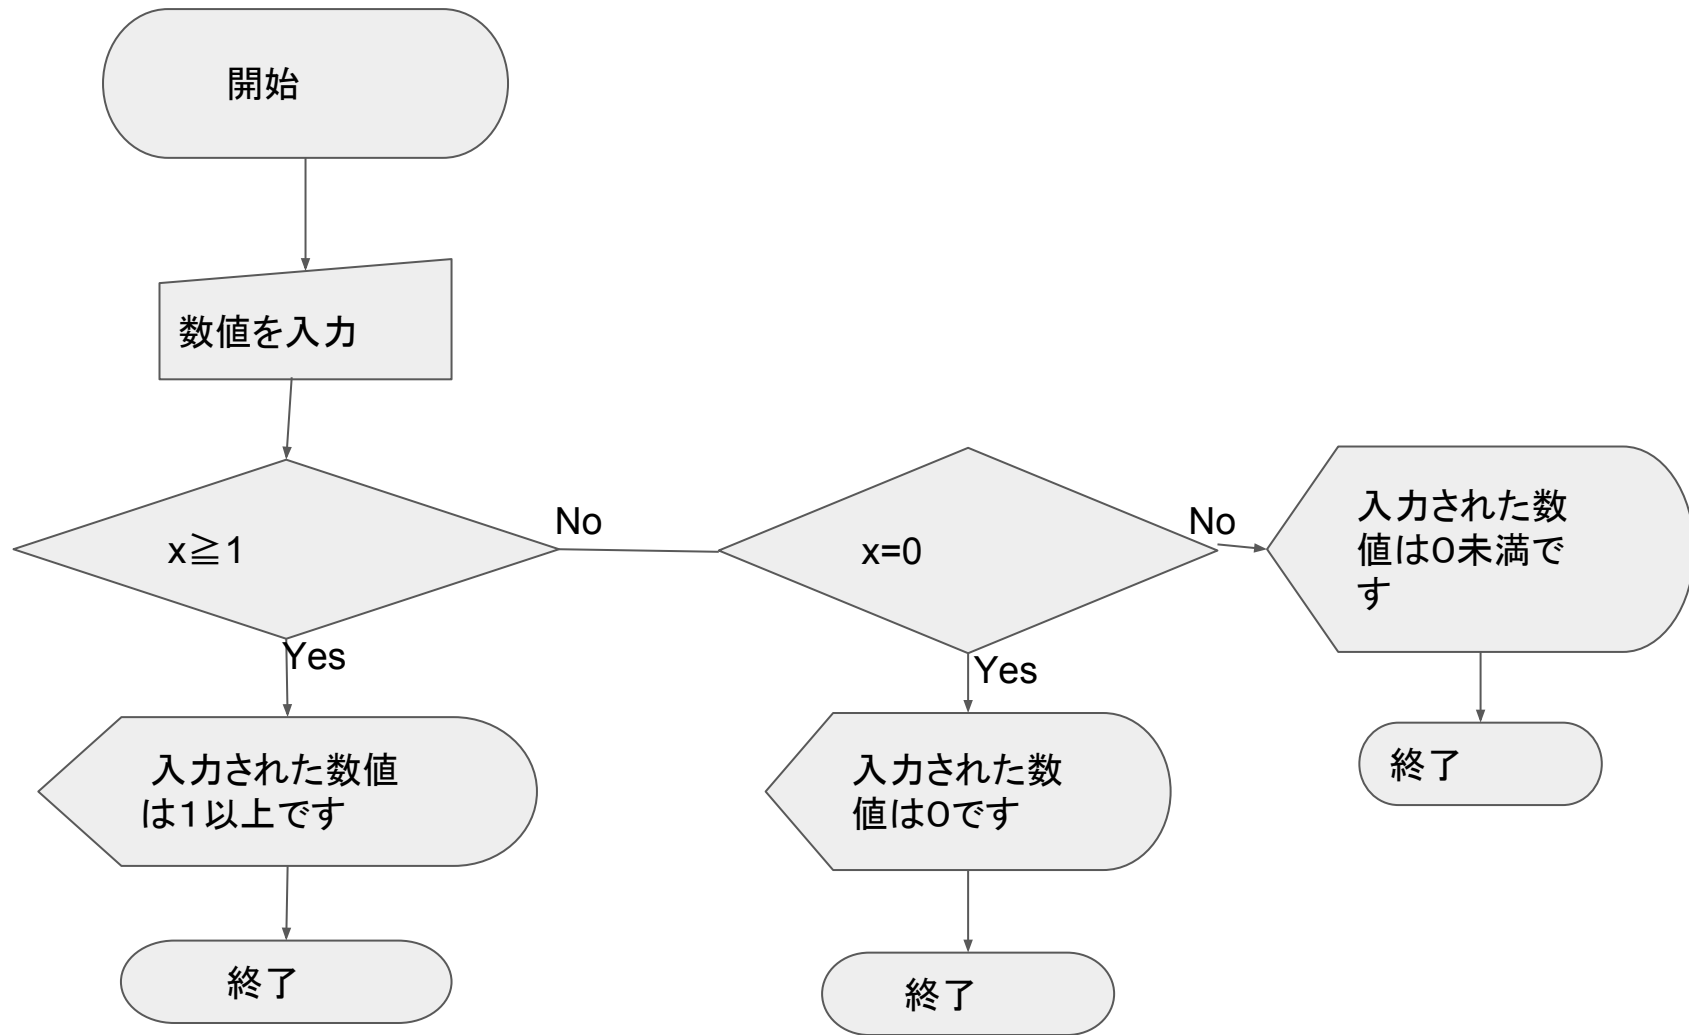 開始
数値を入力
x≧1
No
x=0
No
入力された数
値は0未満で
す
Yes
Yes
入力された数値
は1以上です
入力された数
値は0です
終了
終了
終了